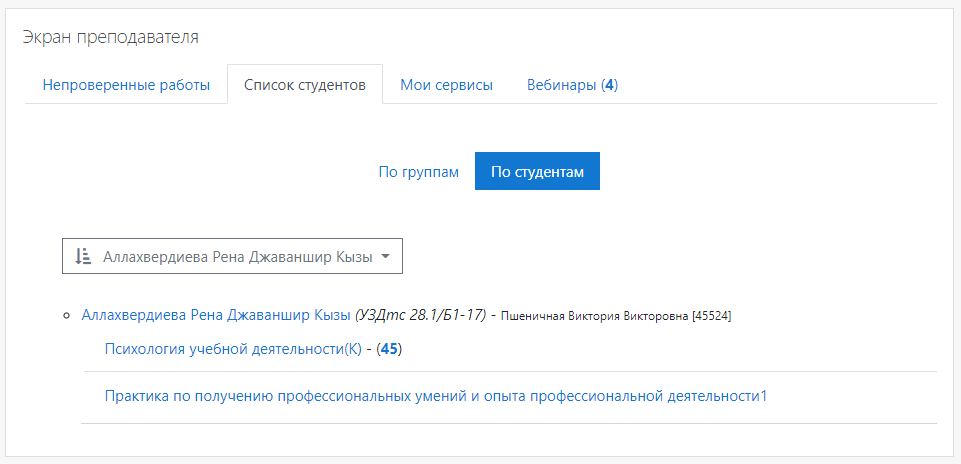 Экран преподавателя
Непроверенные работы Список студентов Мои сервисы Вебинары (4)
По группам По студентам
Аллахвердиева Рена Джаваншир Кызы
Аллахвердиева Рена Джаваншир Кызы (УЗДтс 28.1/Б1-17) - Пшеничная Виктория Викторовна [45524]
Психология учебной деятельности(К) - (45)
Практика по получению профессиональных умений и опыта профессиональной деятельности1